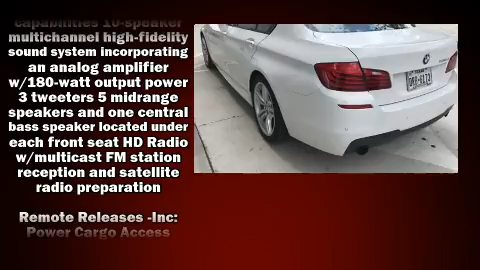 capabilities 10-speaker
multichannel high-fidelity
sound system incorporating
an analog amplifier
w/180-watt output power
3 tweeters 5 midrange
speakers and one central
bass speaker located under
each front seat HD Radio
w/multicast FM station
reception and satellite
radio preparation
Remote Releases -Inc:
Power Cargo Access